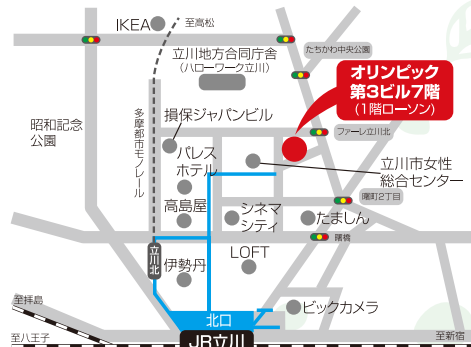 IKEA
至高松
立川地方合同庁舎
(ハローワーク立川)
たちかわ中央公園
オリンピック
第3ビル7階
(1階ローソン)
昭和記念
公園
多摩都市モノレール
損保ジャパンビル
ファーレ立川北
パレス
ホテル
立川市女性
総合センター
曙町2丁目
高島屋
シネマ
シティ
たましん
立川北
曙橋
伊勢丹
LOFT
至拝島
北口
ビックカメラ
至八王子
JR立川
至新宿